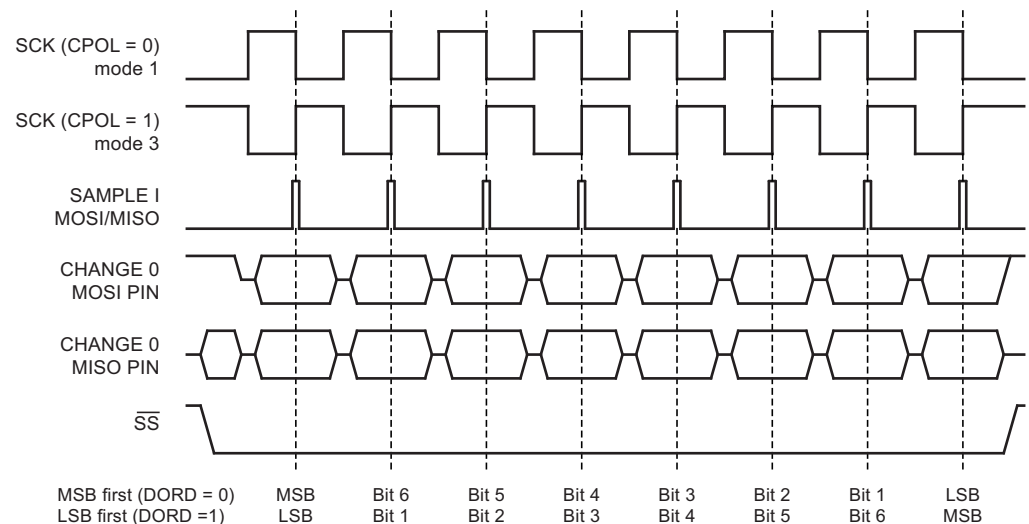 SCK (CPOL = 0)
mode 1
SCK (CPOL = 1)
mode 3
SAMPLE I
MOSI/MISO
CHANGE 0
MOSI PIN
CHANGE 0
MISO PIN
SS
MSB first (DORD = 0) MSB Bit 6 Bit 5 Bit 4 Bit 3 Bit 2 Bit 1 LSB
LSB first (DORD =1) LSB Bit 1 Bit 2 Bit 3 Bit 4 Bit 5 Bit 6 MSB